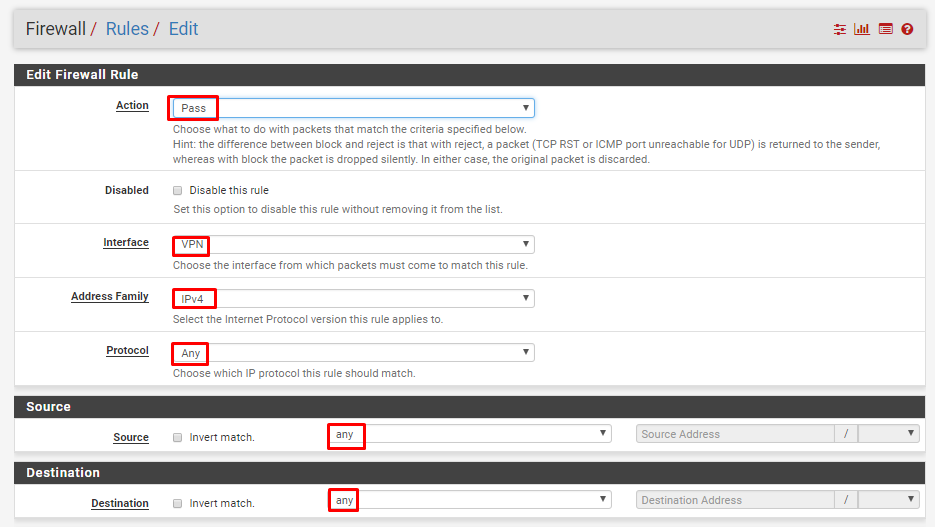 Firewall / Rules / Edit
Edit Firewall Rule
Action
Pass
Choose what to do with packets that match the criteria specified below.
Hint: the difference between block and reject is that with reject, a packet (TCP RST or ICMP port unreachable for UDP) is returned to the sender,
whereas with block the packet is dropped silently. In either case, the original packet is discarded.
Disabled
Disable this rule
Set this option to disable this rule without removing it from the list.
Interface
VPN
Choose the interface from which packets must come to match this rule.
Address Family
IPv4
Select the Internet Protocol version this rule applies to.
Protocol
Any
Choose which IP protocol this rule should match.
Source
Source Invert match. any Source Address /
Destination
Destination Invert match. any Destination Address /